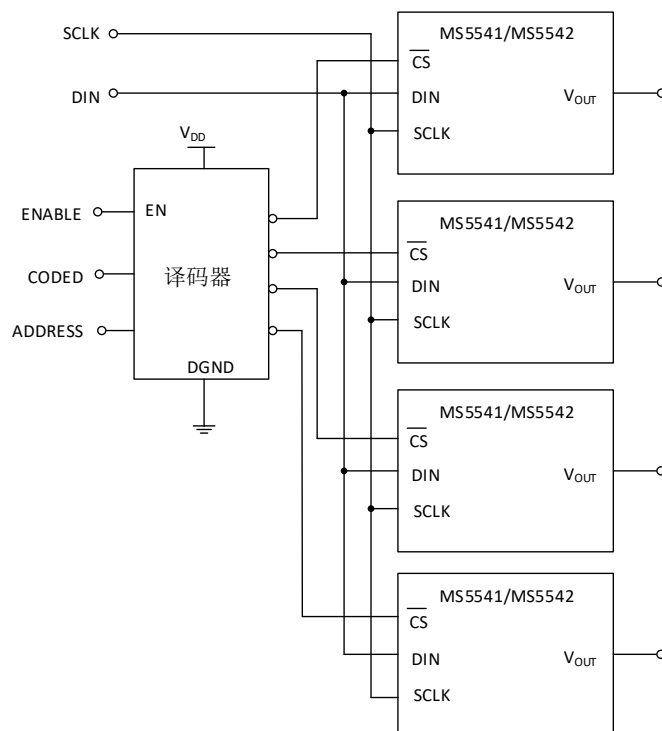 SCLK
DIN
V_DD
ENABLE
EN
CODED
译码器
ADDRESS
DGND
MS5541/MS5542
CS
DIN
V_OUT
SCLK
MS5541/MS5542
CS
DIN
V_OUT
SCLK
MS5541/MS5542
CS
DIN
V_OUT
SCLK
MS5541/MS5542
CS
DIN
V_OUT
SCLK